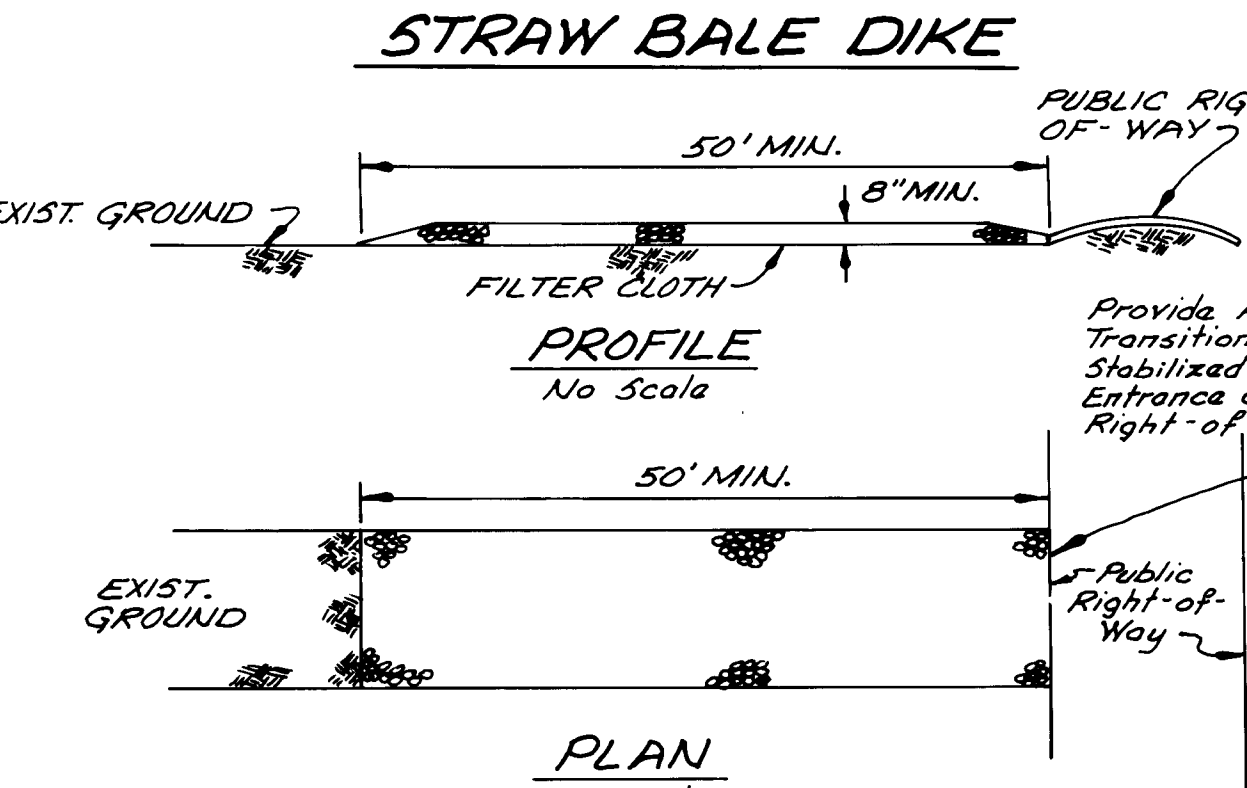 STRAW BALE DIKE
PUBLIC
OF-WAY
50' MIN.
8" MIN.
EXIST. GROUND
FILTER CLOTH
PROFILE
No Scale
Provide
Transition
Stabilized
Entrance
Right-of
50' MIN.
EXIST.
GROUND
Public
Right-of-
Way
PLAN